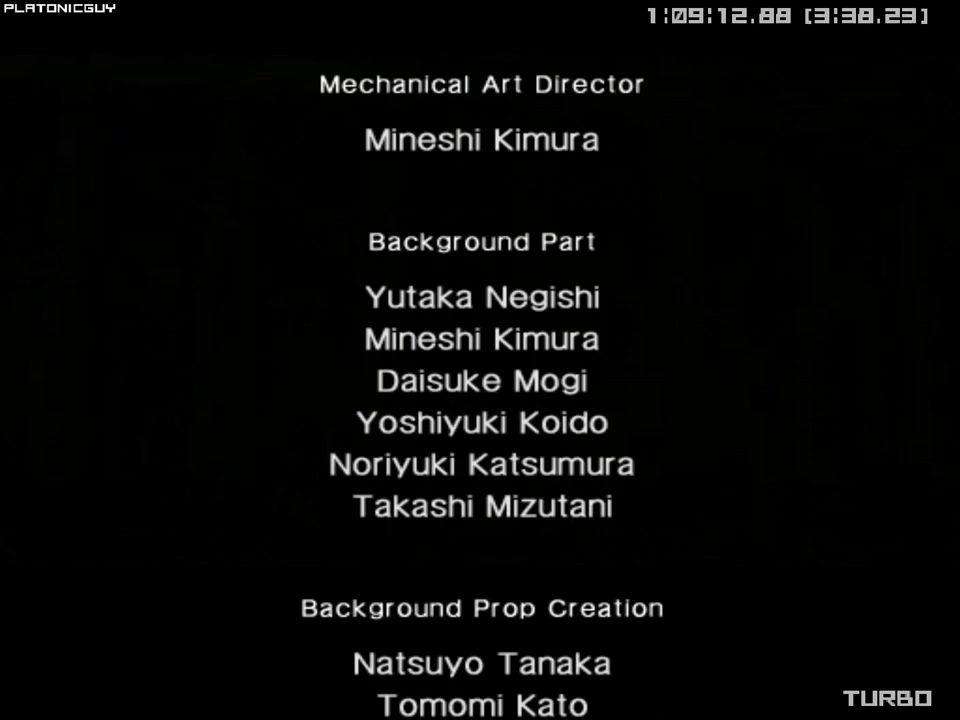 PLATONICGUY
1:09:12.88 [3:38.23]
Mechanical Art Director
Mineshi Kimura
Background Part
Yutaka Negishi
Mineshi Kimura
Daisuke Mogi
Yoshiyuki Koido
Noriyuki Katsumura
Takashi Mizutani
Background Prop Creation
Natsuyo Tanaka
Tomomi Kato
TURBO